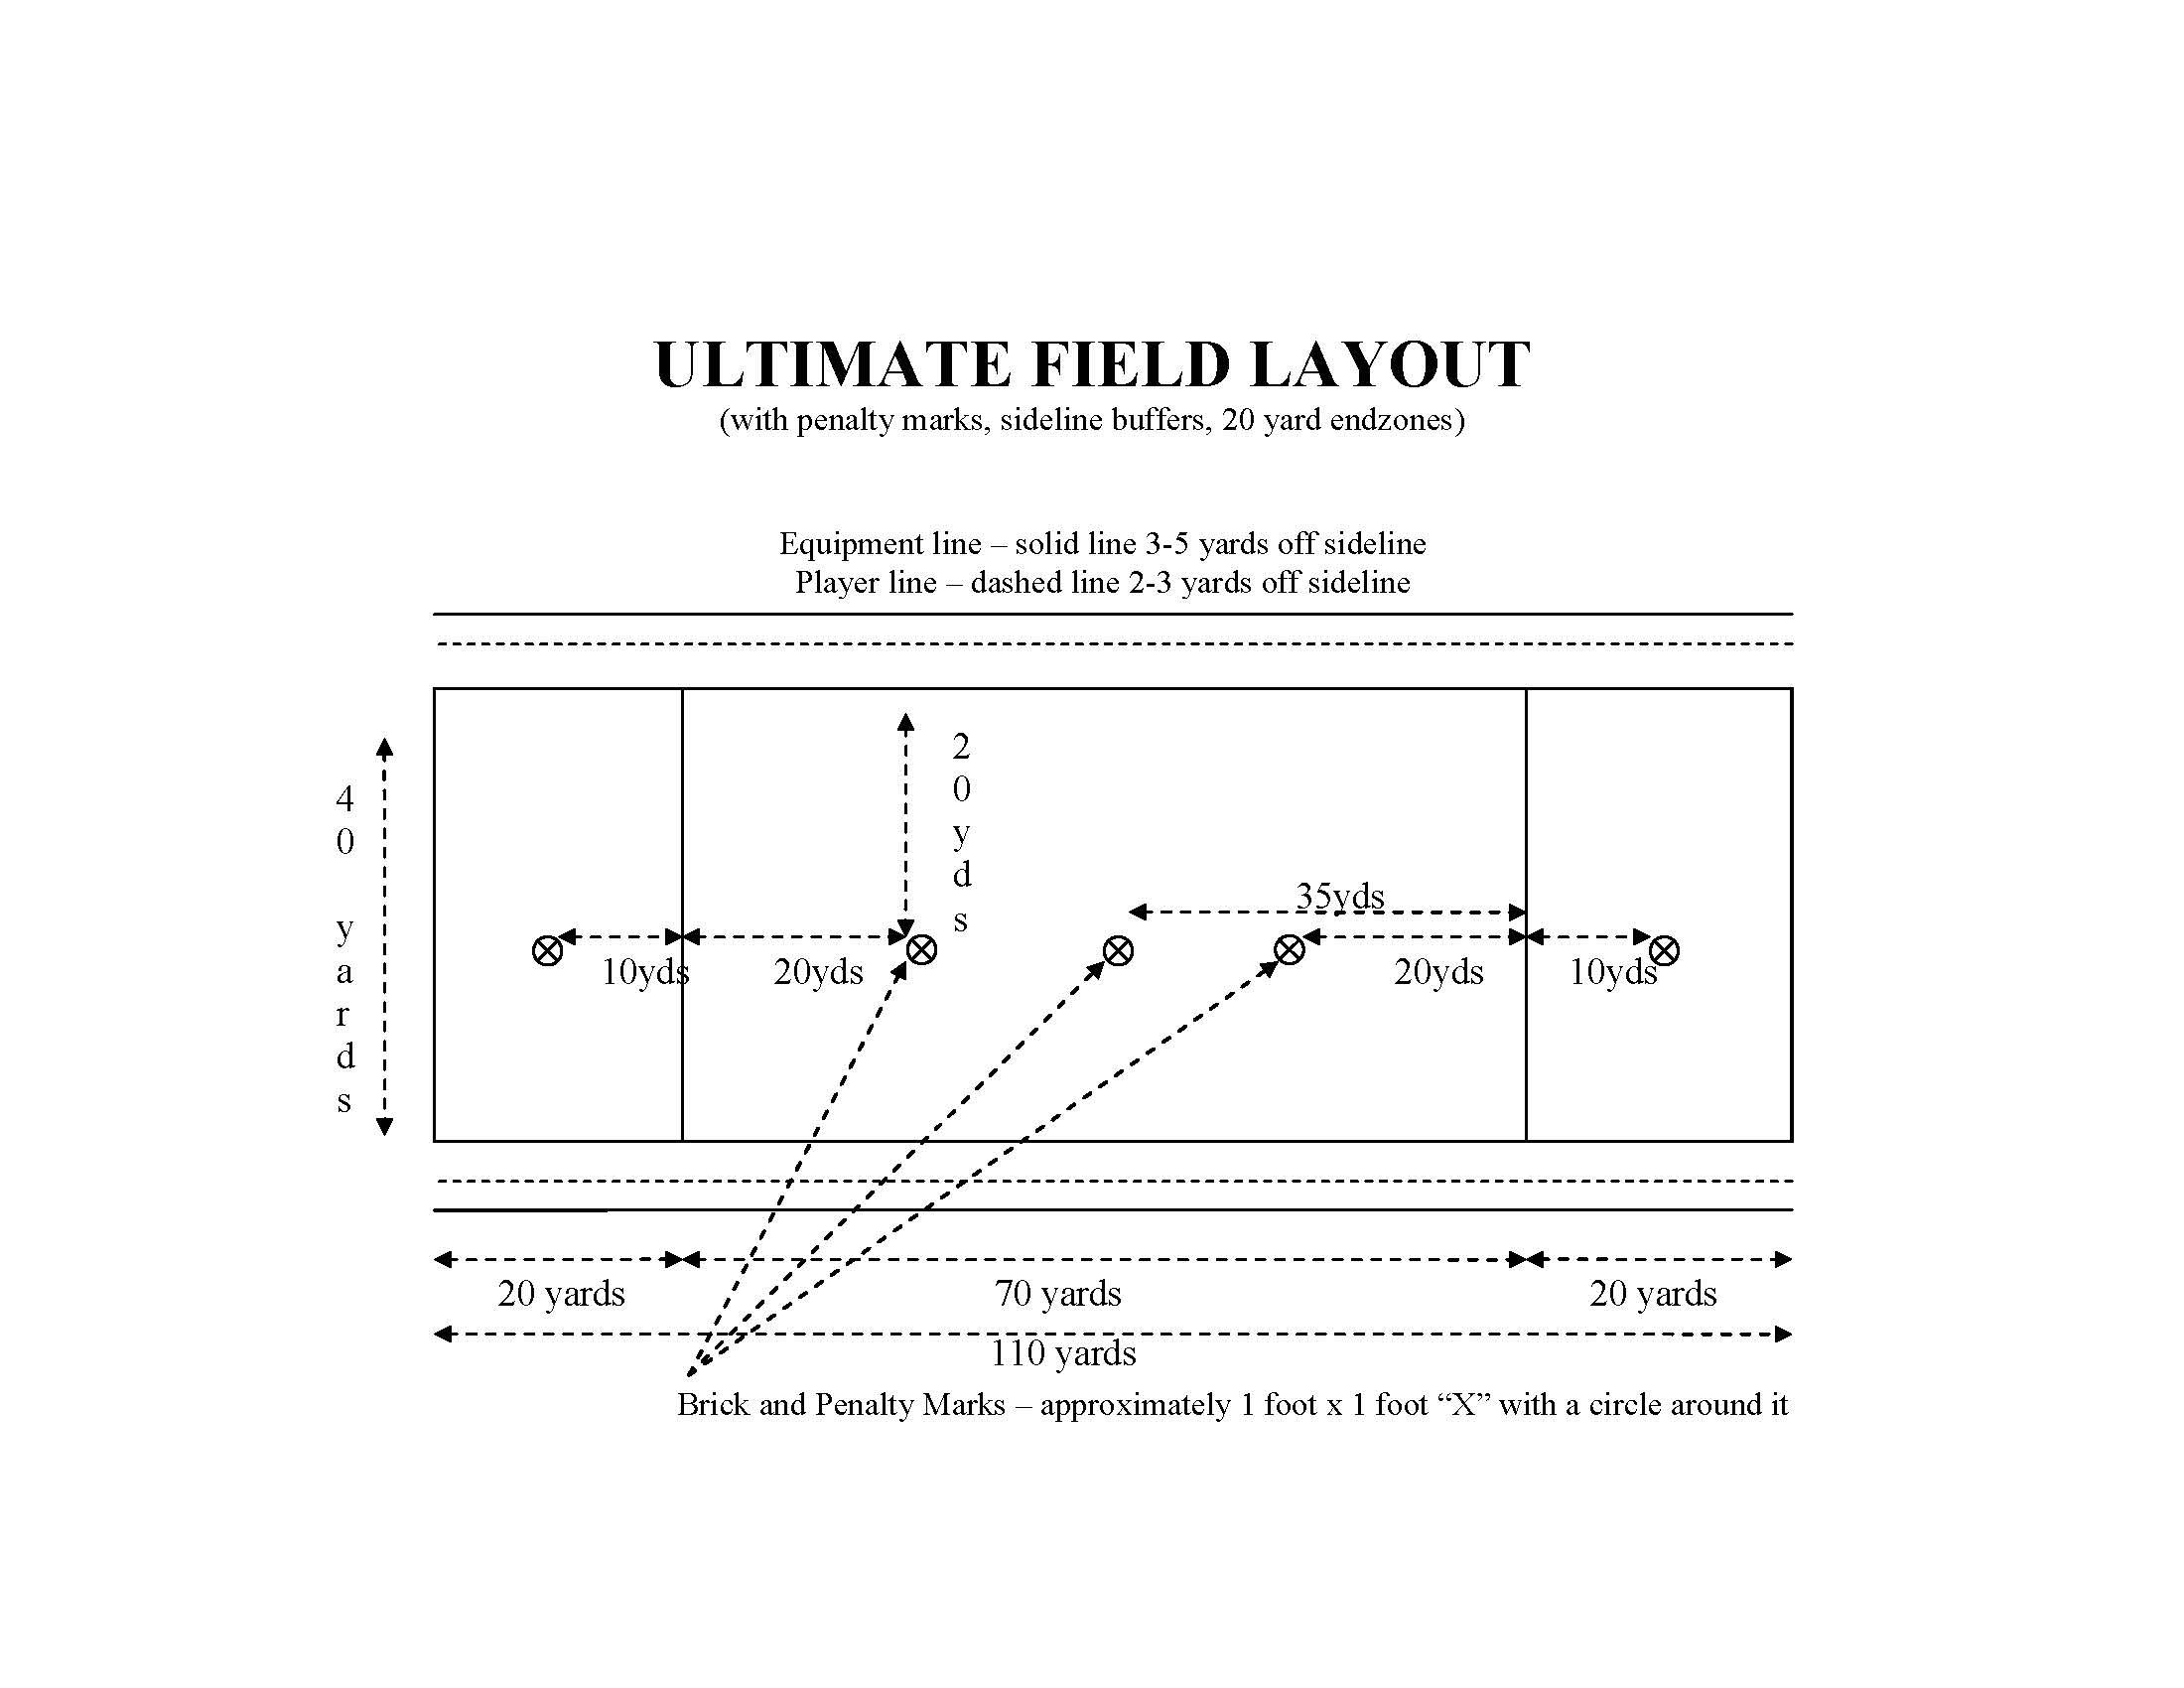 ULTIMATE FIELD LAYOUT
(with penalty marks, sideline buffers, 20 yard endzones)
Equipment line – solid line 3-5 yards off sideline
Player line – dashed line 2-3 yards off sideline
40 yards
20yds
35yds
10yds
20yds
20yds
10yds
20 yards
70 yards
20 yards
110 yards
Brick and Penalty Marks – approximately 1 foot x 1 foot “X” with a circle around it